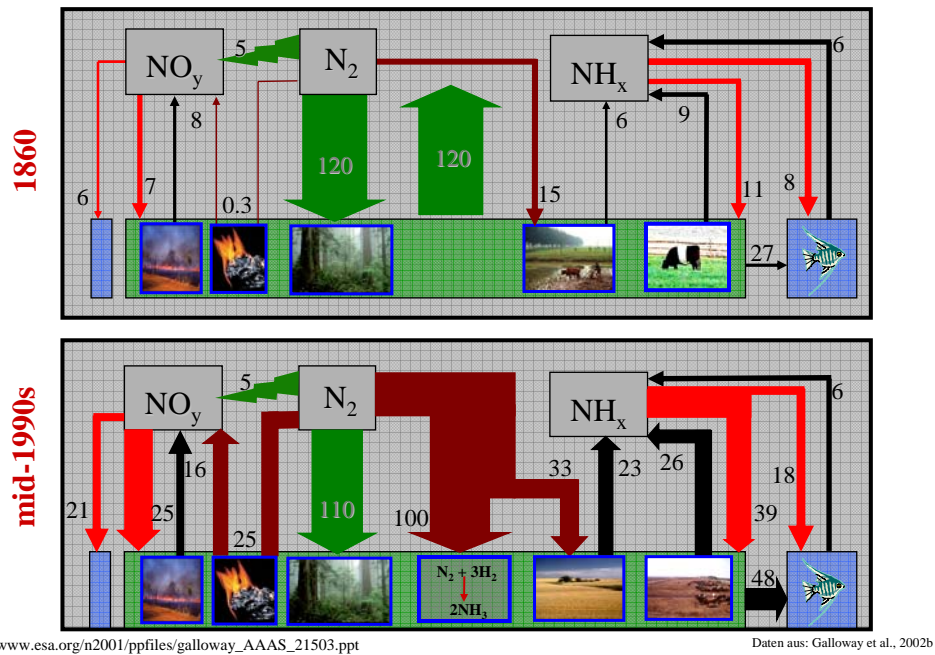 1860
NOy
5
N2
NHx
6
8
120
120
6
9
6
7
0.3
15
11
8
27
mid-1990s
NOy
5
N2
NHx
6
16
33
23
26
18
21
25
25
110
100
39
N2 + 3H2
2NH3
48
www.esa.org/n2001/ppfiles/galloway_AAAS_21503.ppt
Daten aus: Galloway et al., 2002b